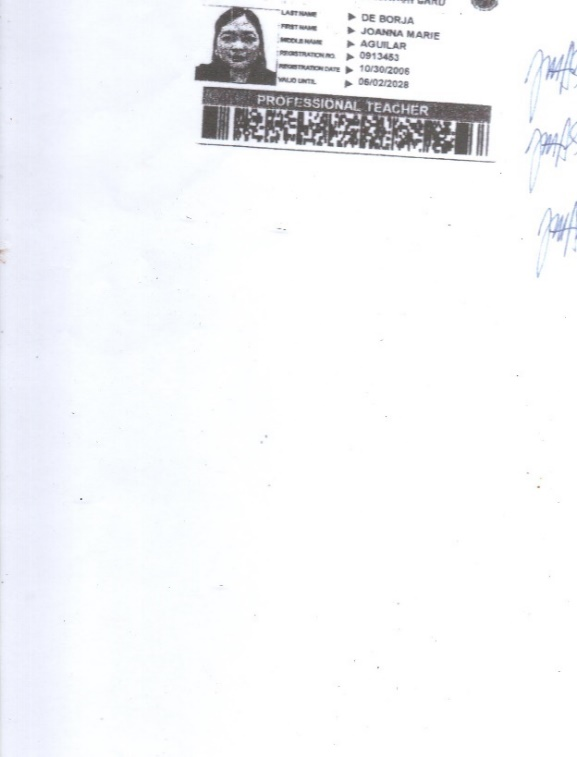 CARD
LAST NAME ▶ DE BORJA
FIRST NAME ▶ JOANNA MARIE
MIDDLE NAME ▶ AGUILAR
REGISTRATION NO. ▶ 0913453
REGISTRATION DATE ▶ 10/30/2006
VALID UNTIL ▶ 06/02/2028
PROFESSIONAL TEACHER